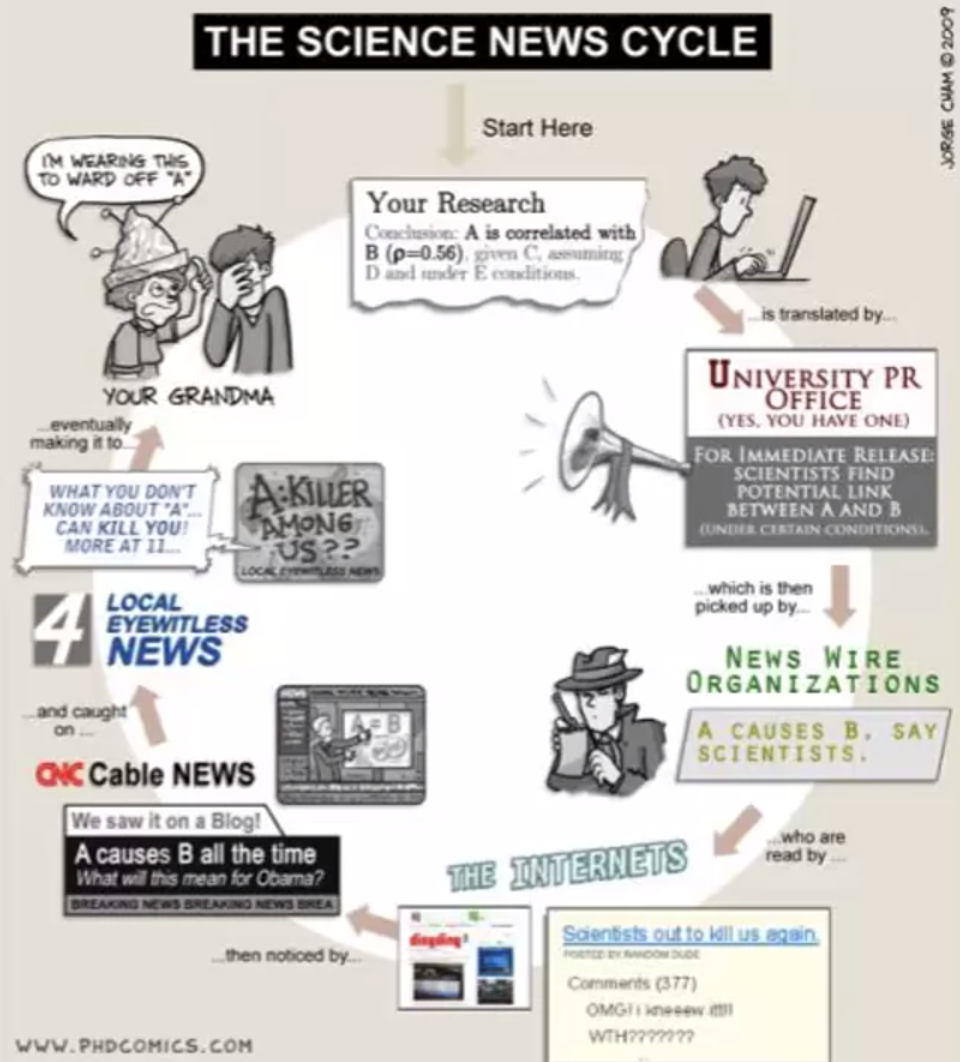 THE SCIENCE NEWS CYCLE
JORGE CHAM © 2009
Start Here
Your Research
Conclusion: A is correlated with
B (ρ=0.56), given C, assuming
D and under E conditions.
...is translated by...
UNIVERSITY PR
OFFICE
(YES, YOU HAVE ONE)
FOR IMMEDIATE RELEASE:
SCIENTISTS FIND
POTENTIAL LINK
BETWEEN A AND B
(UNDER CERTAIN CONDITIONS).
...which is then
picked up by...
NEWS WIRE
ORGANIZATIONS
A CAUSES B, SAY
SCIENTISTS.
...who are
read by ...
THE INTERNETS
Scientists out to kill us again.
POSTED BY RANDOM DUDE
Comments (377)
OMG! i kneeew it!!!
WTH???????
...then noticed by...
CNC Cable NEWS
We saw it on a Blog!
A causes B all the time
What will this mean for Obama?
BREAKING NEWS BREAKING NEWS BREA
A = B
...and caught
on ...
4 LOCAL
EYEWITLESS
NEWS
WHAT YOU DON'T
KNOW ABOUT "A"...
CAN KILL YOU!
MORE AT 11...
A: KILLER
AMONG
US??
LOCAL EYEWITLESS NEWS
...eventually
making it to...
YOUR GRANDMA
I'M WEARING THIS
TO WARD OFF "A"
WWW.PHDCOMICS.COM